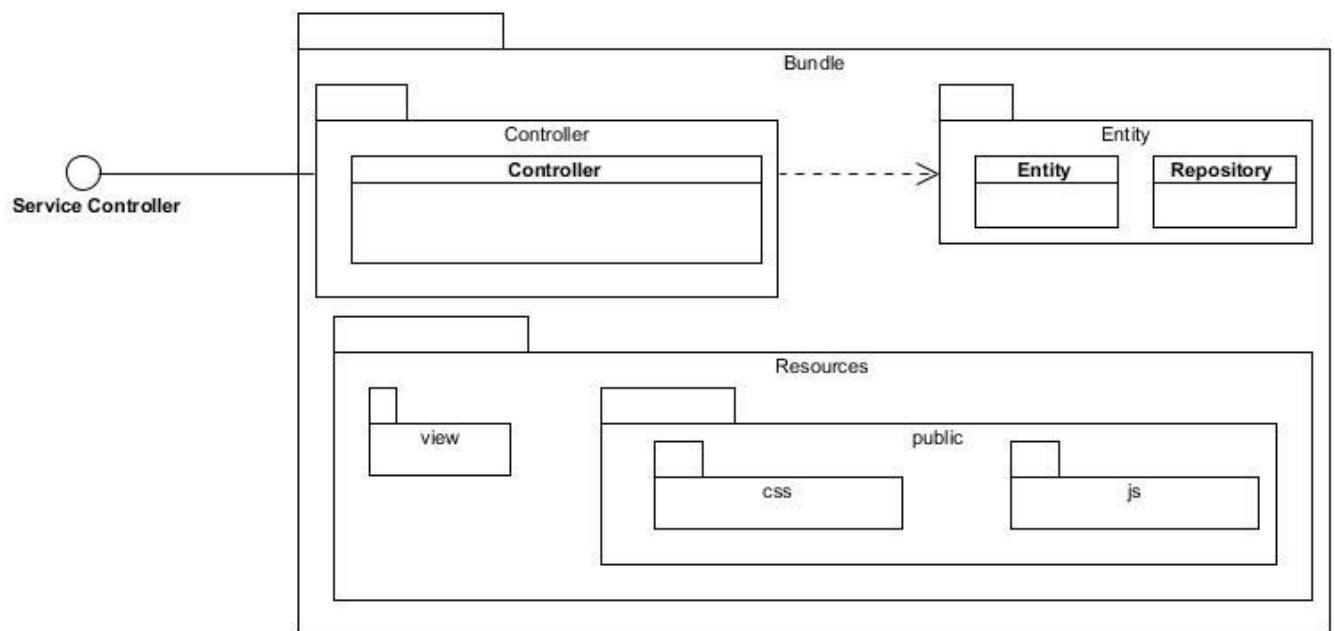 Bundle
Controller
Entity
Controller
Entity
Repository
Service Controller
Resources
view
public
css
js